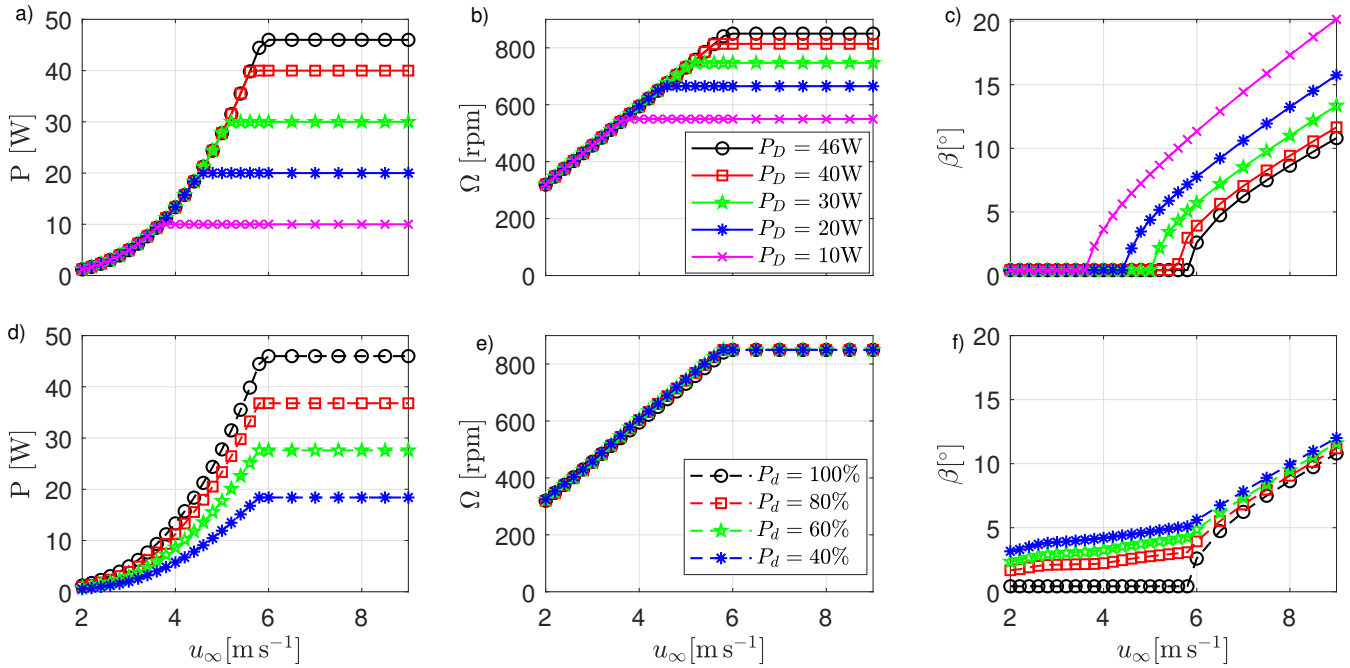 a)
50
40
30
20
10
0
P [W]
b)
800
600
400
200
0
Ω [rpm]
P_D = 46W
P_D = 40W
P_D = 30W
P_D = 20W
P_D = 10W
c)
20
15
10
5
0
β[°]
d)
50
40
30
20
10
0
P [W]
2 4 6 8
u_∞[m s⁻¹]
e)
800
600
400
200
0
Ω [rpm]
P_d = 100%
P_d = 80%
P_d = 60%
P_d = 40%
2 4 6 8
u_∞[m s⁻¹]
f)
20
15
10
5
0
β[°]
2 4 6 8
u_∞[m s⁻¹]